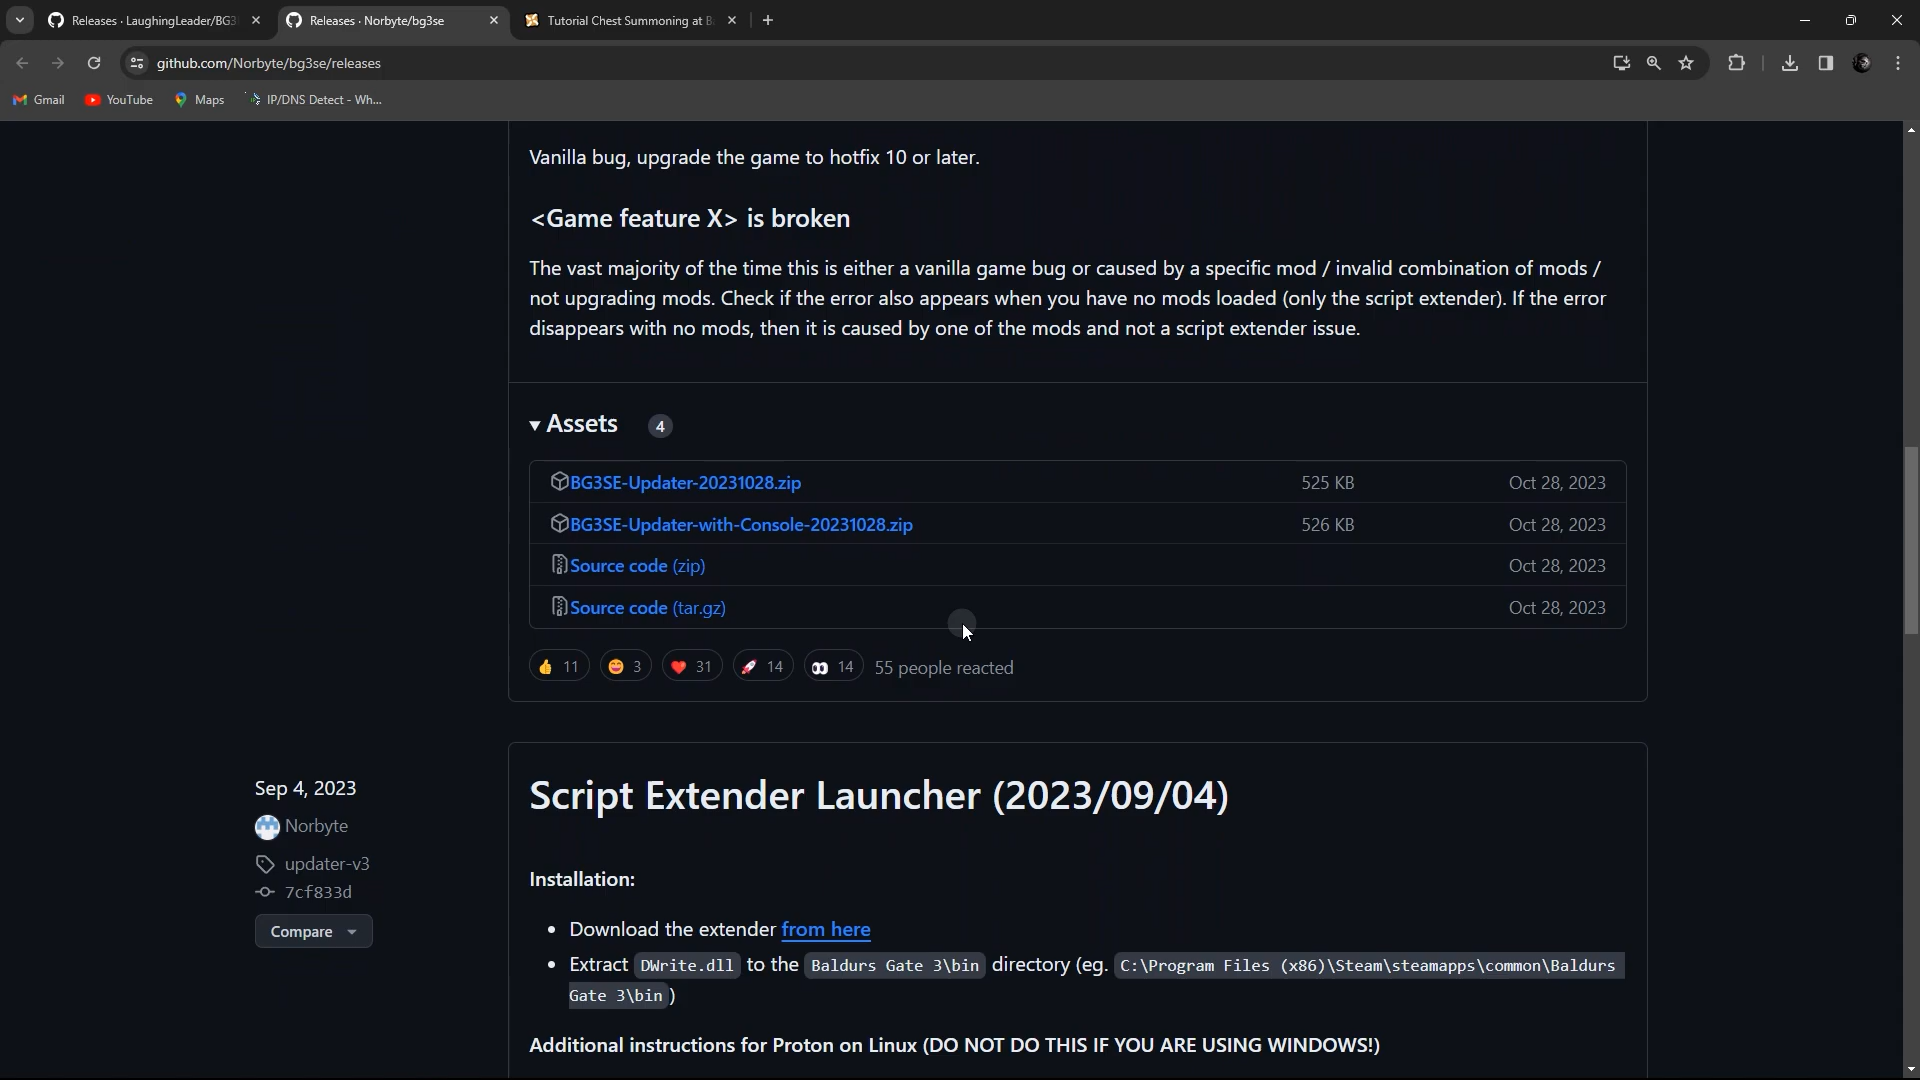 Releases · LaughingLeader/BG3
Releases · Norbyte/bg3se
Tutorial Chest Summoning at B
github.com/Norbyte/bg3se/releases
Gmail
YouTube
Maps
IP/DNS Detect - Wh...
Vanilla bug, upgrade the game to hotfix 10 or later.
<Game feature X> is broken
The vast majority of the time this is either a vanilla game bug or caused by a specific mod / invalid combination of mods /
not upgrading mods. Check if the error also appears when you have no mods loaded (only the script extender). If the error
disappears with no mods, then it is caused by one of the mods and not a script extender issue.
Assets 4
BG3SE-Updater-20231028.zip 525 KB Oct 28, 2023
BG3SE-Updater-with-Console-20231028.zip 526 KB Oct 28, 2023
Source code (zip) Oct 28, 2023
Source code (tar.gz) Oct 28, 2023
👍 11 😄 3 ❤️ 31 🚀 14 👀 14 55 people reacted
Sep 4, 2023
Norbyte
updater-v3
7cf833d
Compare
Script Extender Launcher (2023/09/04)
Installation:
• Download the extender from here
• Extract DWrite.dll to the Baldurs Gate 3\bin directory (eg. C:\Program Files (x86)\Steam\steamapps\common\Baldurs
Gate 3\bin)
Additional instructions for Proton on Linux (DO NOT DO THIS IF YOU ARE USING WINDOWS!)